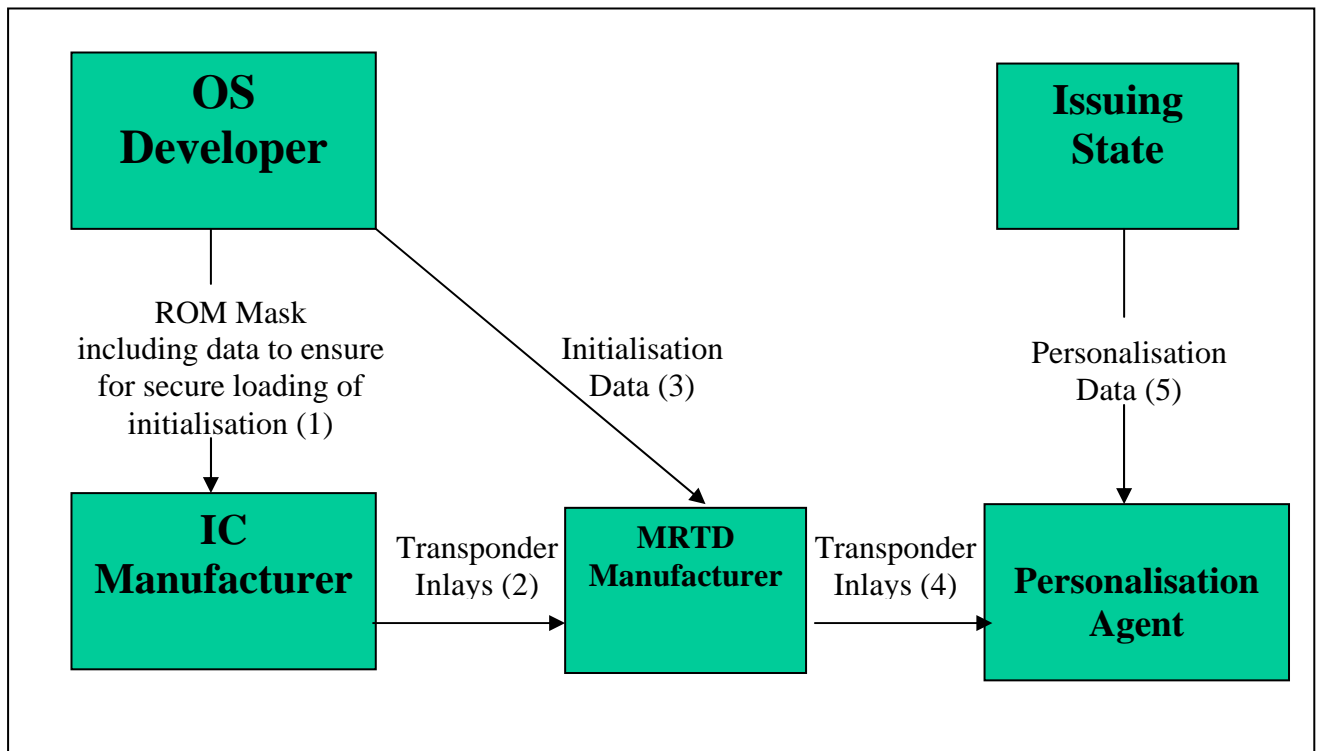 OS
Developer
Issuing
State
ROM Mask
including data to ensure
for secure loading of
initialisation (1)
Initialisation
Data (3)
Personalisation
Data (5)
IC
Manufacturer
Transponder
Inlays (2)
MRTD
Manufacturer
Transponder
Inlays (4)
Personalisation
Agent